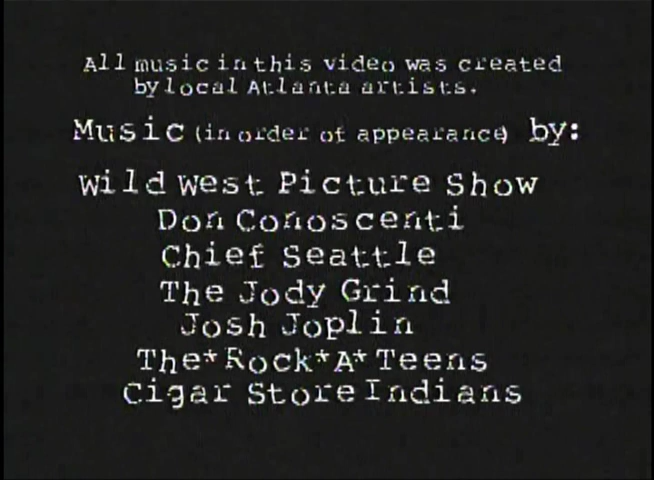 All music in this video was created
by local Atlanta artists.
Music (in order of appearance) by:
Wild West Picture Show
Don Conoscenti
Chief Seattle
The Jody Grind
Josh Joplin
The*Rock*A*Teens
Cigar Store Indians